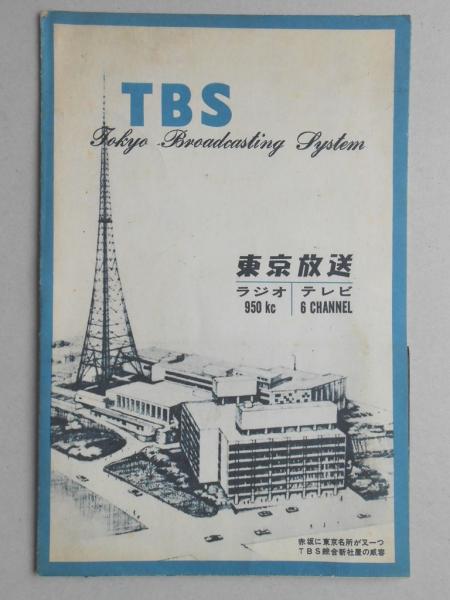 TBS
Tokyo Broadcasting System
東京放送
ラジオ テレビ
950 kc 6 CHANNEL
赤坂に東京名所が又一つ
TBS綜合新社屋の威容